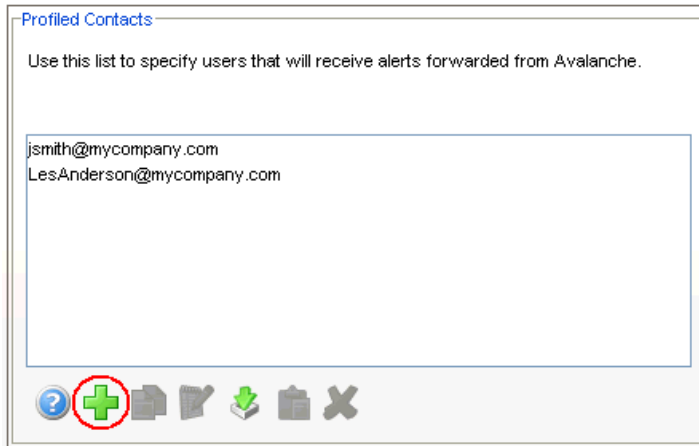 Profiled Contacts
Use this list to specify users that will receive alerts forwarded from Avalanche.
jsmith@mycompany.com
LesAnderson@mycompany.com
?